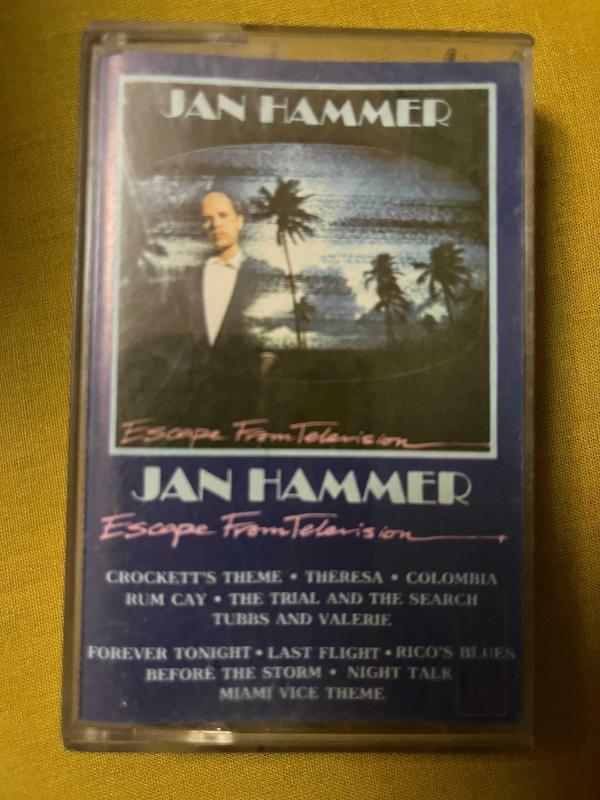 JAN HAMMER
Escape From Television
JAN HAMMER
Escape From Television
CROCKETT'S THEME • THERESA • COLOMBIA
RUM CAY • THE TRIAL AND THE SEARCH
TUBBS AND VALERIE
FOREVER TONIGHT • LAST FLIGHT • RICO'S BLUES
BEFORE THE STORM • NIGHT TALK
MIAMI VICE THEME